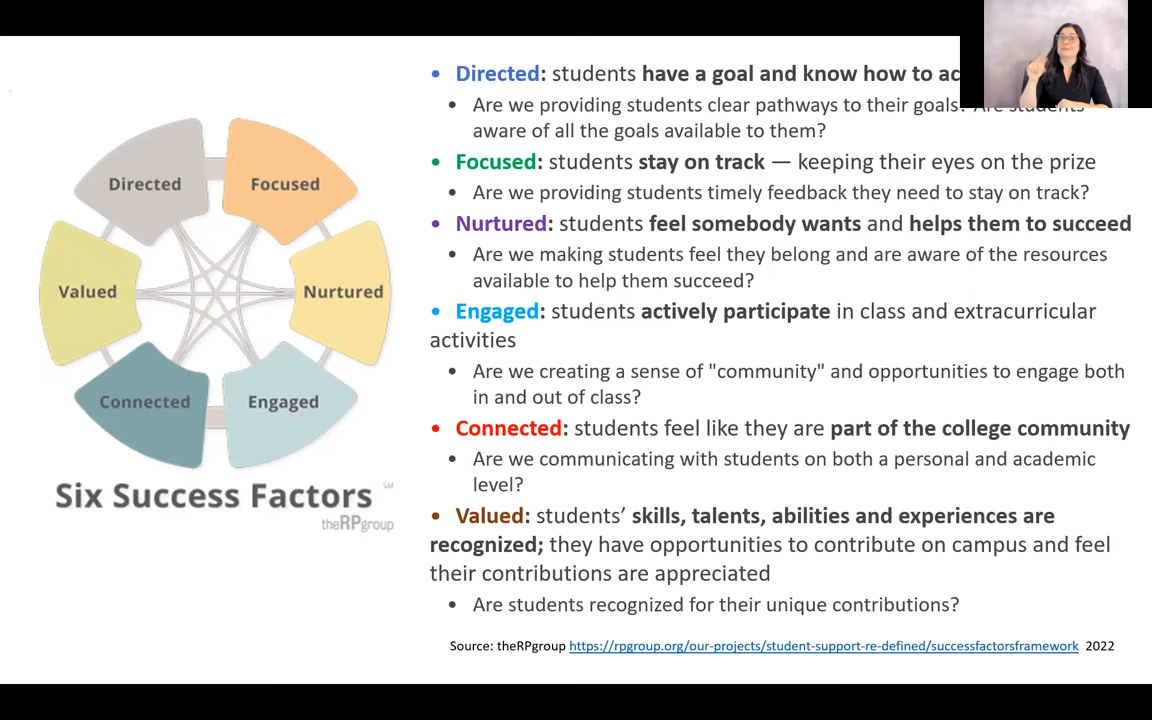 Directed
Focused
Valued
Nurtured
Connected
Engaged
Six Success Factors
SM
theRPgroup
• Directed: students have a goal and know how to
• Are we providing students clear pathways to their goals? Are students
aware of all the goals available to them?
• Focused: students stay on track — keeping their eyes on the prize
• Are we providing students timely feedback they need to stay on track?
• Nurtured: students feel somebody wants and helps them to succeed
• Are we making students feel they belong and are aware of the resources
available to help them succeed?
• Engaged: students actively participate in class and extracurricular
activities
• Are we creating a sense of "community" and opportunities to engage both
in and out of class?
• Connected: students feel like they are part of the college community
• Are we communicating with students on both a personal and academic
level?
• Valued: students’ skills, talents, abilities and experiences are
recognized; they have opportunities to contribute on campus and feel
their contributions are appreciated
• Are students recognized for their unique contributions?
Source: theRPgroup https://rpgroup.org/our-projects/student-support-re-defined/successfactorsframework 2022